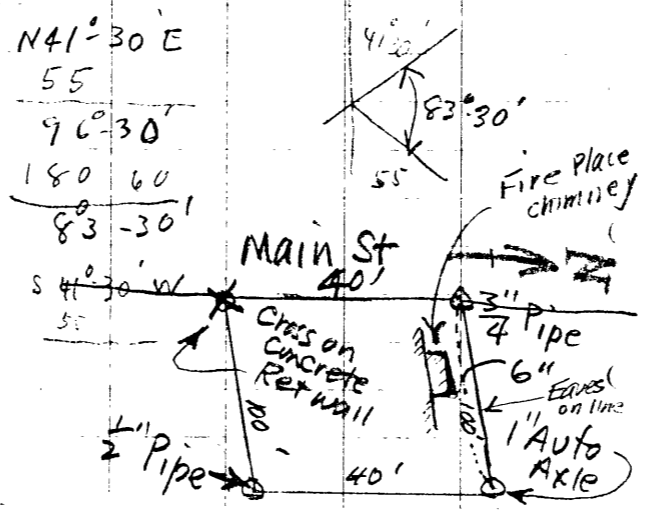 N41°-30'E
55
96°-30'
180 60
83°-30'
S 41°-30' W
55
41°30'
83°-30'
55
Fire Place
chimney
N
Main St
40'
3/4" Pipe
Cross on
Concrete
Ret wall
6"
Eaves
on line
100'
100'
1" Auto
Axle
1/2" Pipe
40'